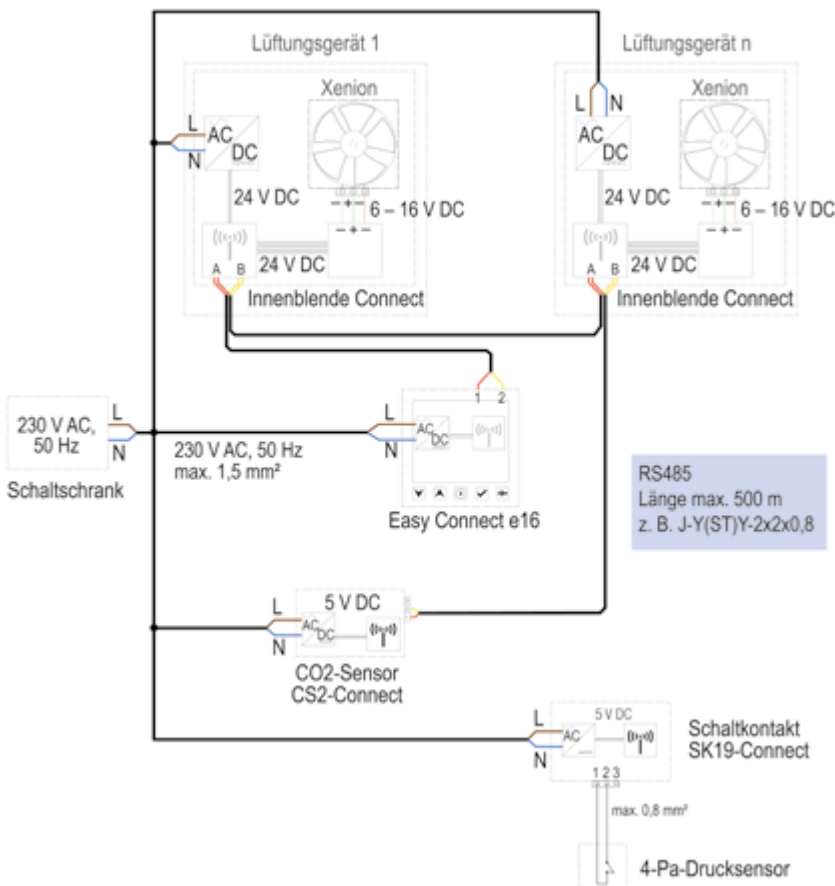 Lüftungsgerät 1
Lüftungsgerät n
Xenion
Xenion
L
N
AC
DC
L N
AC
DC
24 V DC
24 V DC
− + −
6 – 16 V DC
− + −
− + −
6 – 16 V DC
− + −
24 V DC
24 V DC
A B
A B
Innenblende Connect
Innenblende Connect
1 2
230 V AC,
50 Hz
L
N
Schaltschrank
230 V AC, 50 Hz
max. 1,5 mm²
L
N
AC
DC
Easy Connect e16
RS485
Länge max. 500 m
z. B. J-Y(ST)Y-2x2x0,8
5 V DC
L
N
AC
DC
CO2-Sensor
CS2-Connect
L
N
5 V DC
AC
1 2 3
Schaltkontakt
SK19-Connect
max. 0,8 mm²
4-Pa-Drucksensor